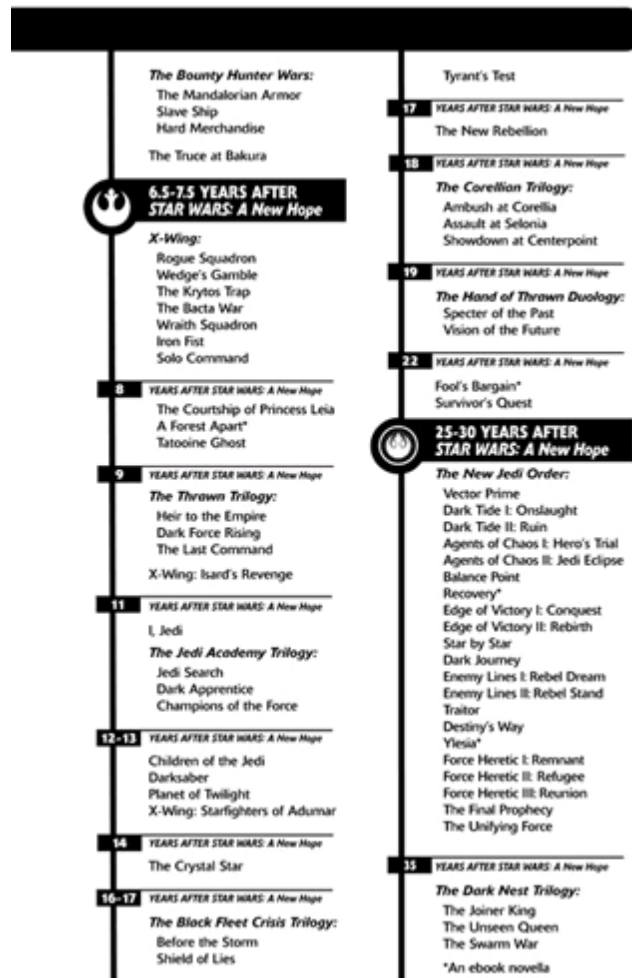 The Bounty Hunter Wars:
The Mandalorian Armor
Slave Ship
Hard Merchandise
The Truce at Bakura
6.5-7.5 YEARS AFTER
STAR WARS: A New Hope
X-Wing:
Rogue Squadron
Wedge's Gamble
The Krytos Trap
The Bacta War
Wraith Squadron
Iron Fist
Solo Command
8 YEARS AFTER STAR WARS: A New Hope
The Courtship of Princess Leia
A Forest Apart*
Tatooine Ghost
9 YEARS AFTER STAR WARS: A New Hope
The Thrawn Trilogy:
Heir to the Empire
Dark Force Rising
The Last Command
X-Wing: Isard's Revenge
11 YEARS AFTER STAR WARS: A New Hope
I, Jedi
The Jedi Academy Trilogy:
Jedi Search
Dark Apprentice
Champions of the Force
12-13 YEARS AFTER STAR WARS: A New Hope
Children of the Jedi
Darksaber
Planet of Twilight
X-Wing: Starfighters of Adumar
14 YEARS AFTER STAR WARS: A New Hope
The Crystal Star
16-17 YEARS AFTER STAR WARS: A New Hope
The Black Fleet Crisis Trilogy:
Before the Storm
Shield of Lies
Tyrant's Test
17 YEARS AFTER STAR WARS: A New Hope
The New Rebellion
18 YEARS AFTER STAR WARS: A New Hope
The Corellian Trilogy:
Ambush at Corellia
Assault at Selonia
Showdown at Centerpoint
19 YEARS AFTER STAR WARS: A New Hope
The Hand of Thrawn Duology:
Specter of the Past
Vision of the Future
22 YEARS AFTER STAR WARS: A New Hope
Fool's Bargain*
Survivor's Quest
25-30 YEARS AFTER
STAR WARS: A New Hope
The New Jedi Order:
Vector Prime
Dark Tide I: Onslaught
Dark Tide II: Ruin
Agents of Chaos I: Hero's Trial
Agents of Chaos II: Jedi Eclipse
Balance Point
Recovery*
Edge of Victory I: Conquest
Edge of Victory II: Rebirth
Star by Star
Dark Journey
Enemy Lines I: Rebel Dream
Enemy Lines II: Rebel Stand
Traitor
Destiny's Way
Ylesia*
Force Heretic I: Remnant
Force Heretic II: Refugee
Force Heretic III: Reunion
The Final Prophecy
The Unifying Force
35 YEARS AFTER STAR WARS: A New Hope
The Dark Nest Trilogy:
The Joiner King
The Unseen Queen
The Swarm War
*An ebook novella